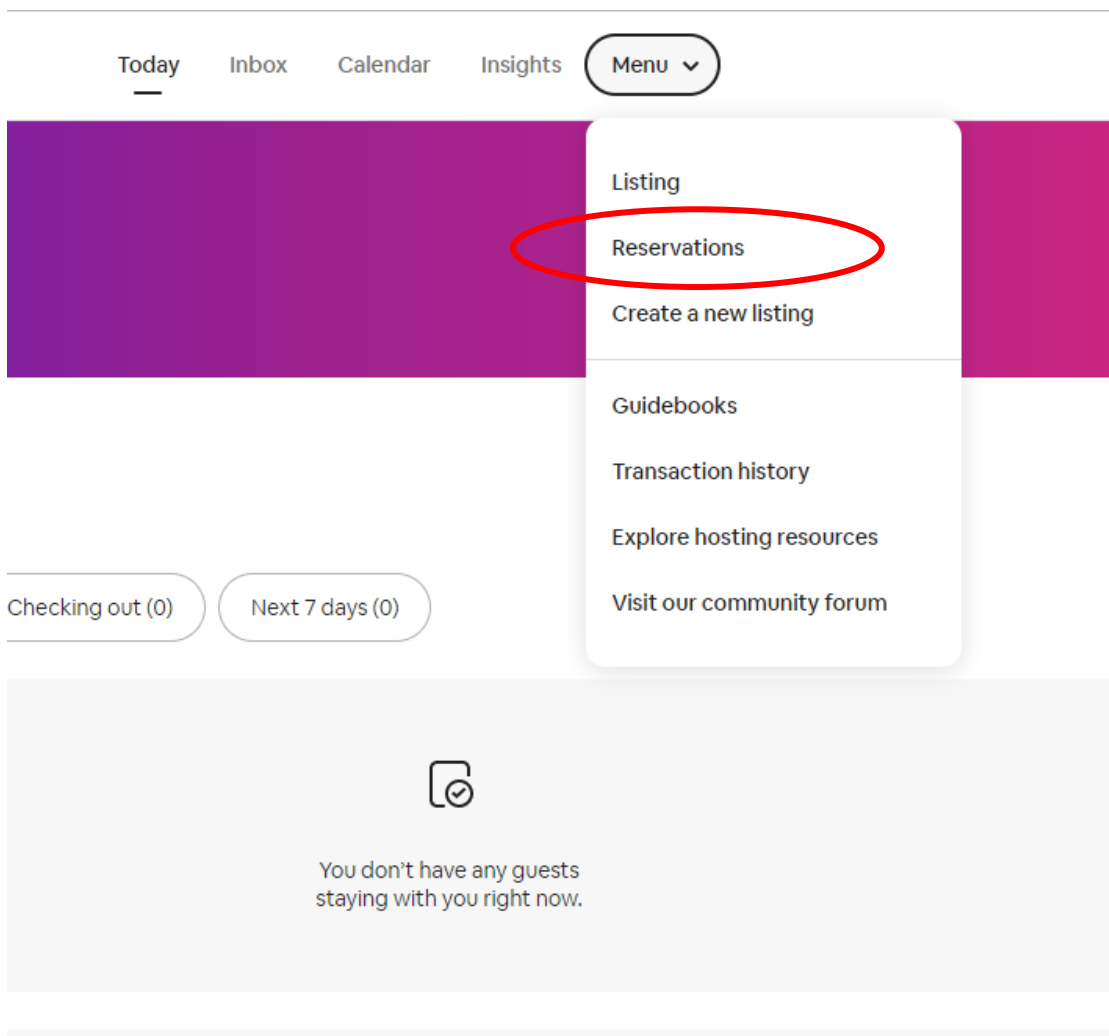 Today Inbox Calendar Insights Menu
Listing
Reservations
Create a new listing
Guidebooks
Transaction history
Explore hosting resources
Visit our community forum
Checking out (0) Next 7 days (0)
You don’t have any guests
staying with you right now.